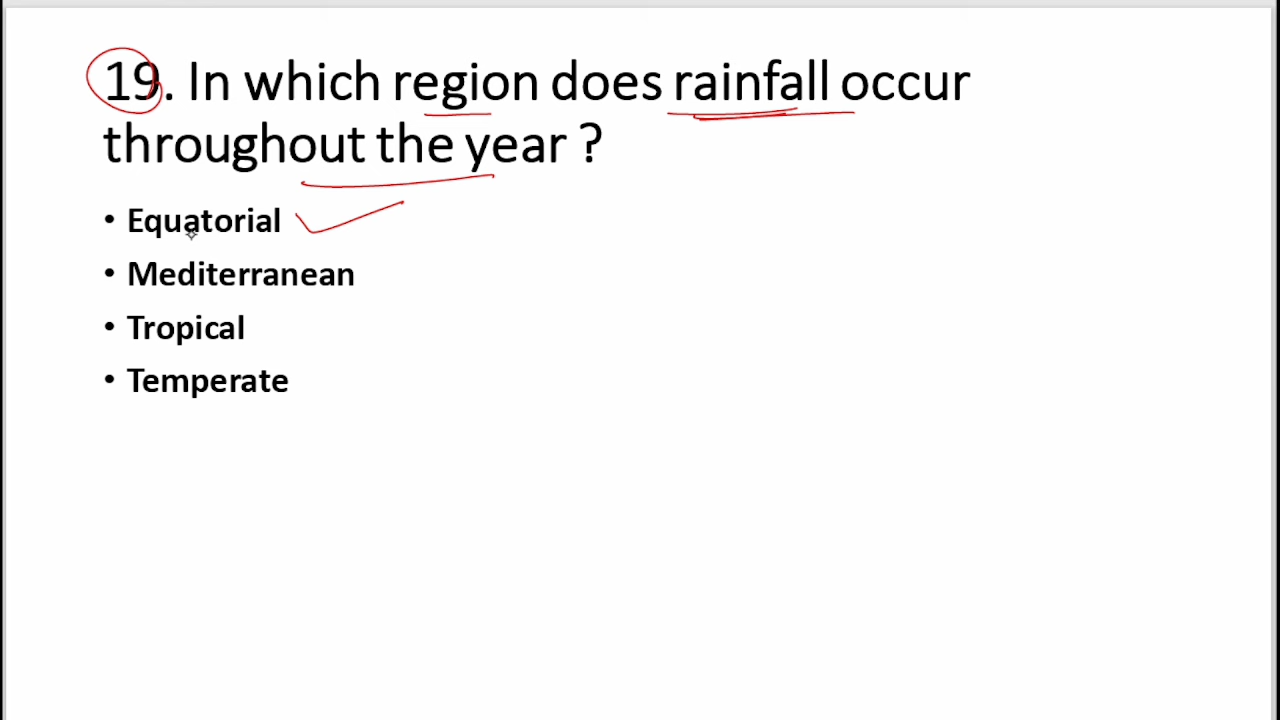 19. In which region does rainfall occur
throughout the year ?
• Equatorial
• Mediterranean
• Tropical
• Temperate